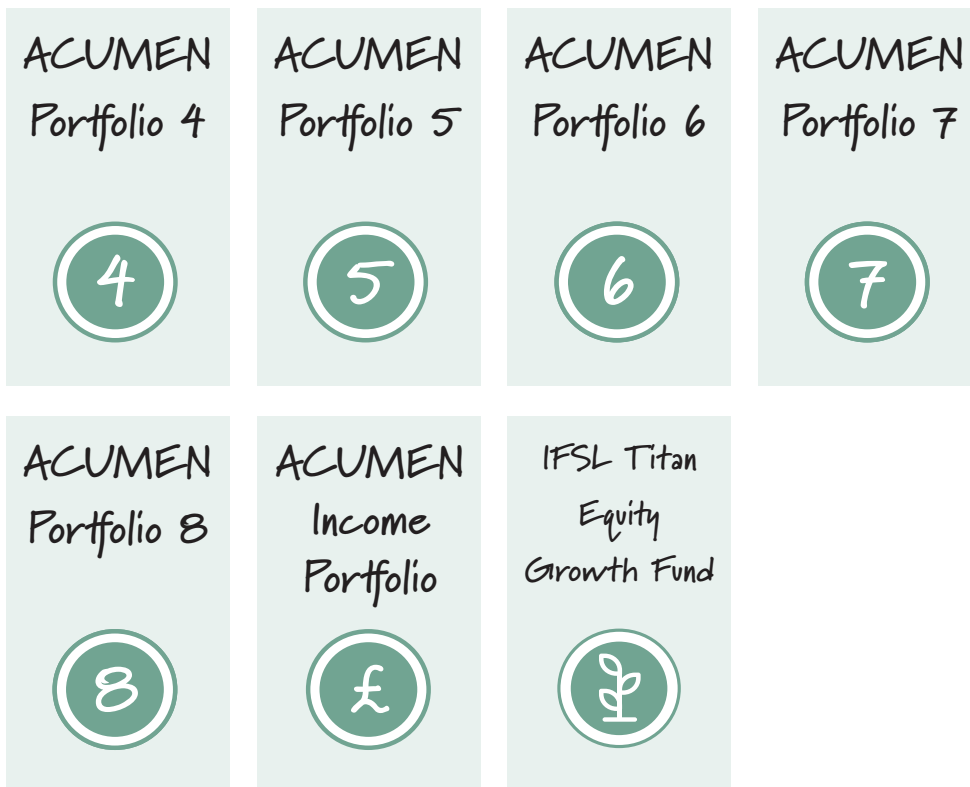 ACUMEN
Portfolio 4
4
ACUMEN
Portfolio 5
5
ACUMEN
Portfolio 6
6
ACUMEN
Portfolio 7
7
ACUMEN
Portfolio 8
8
ACUMEN
Income
Portfolio
£
IFSL Titan
Equity
Growth Fund